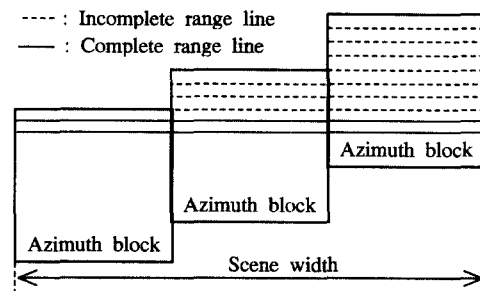 ---- : Incomplete range line
—— : Complete range line
Azimuth block
Azimuth block
Azimuth block
Scene width